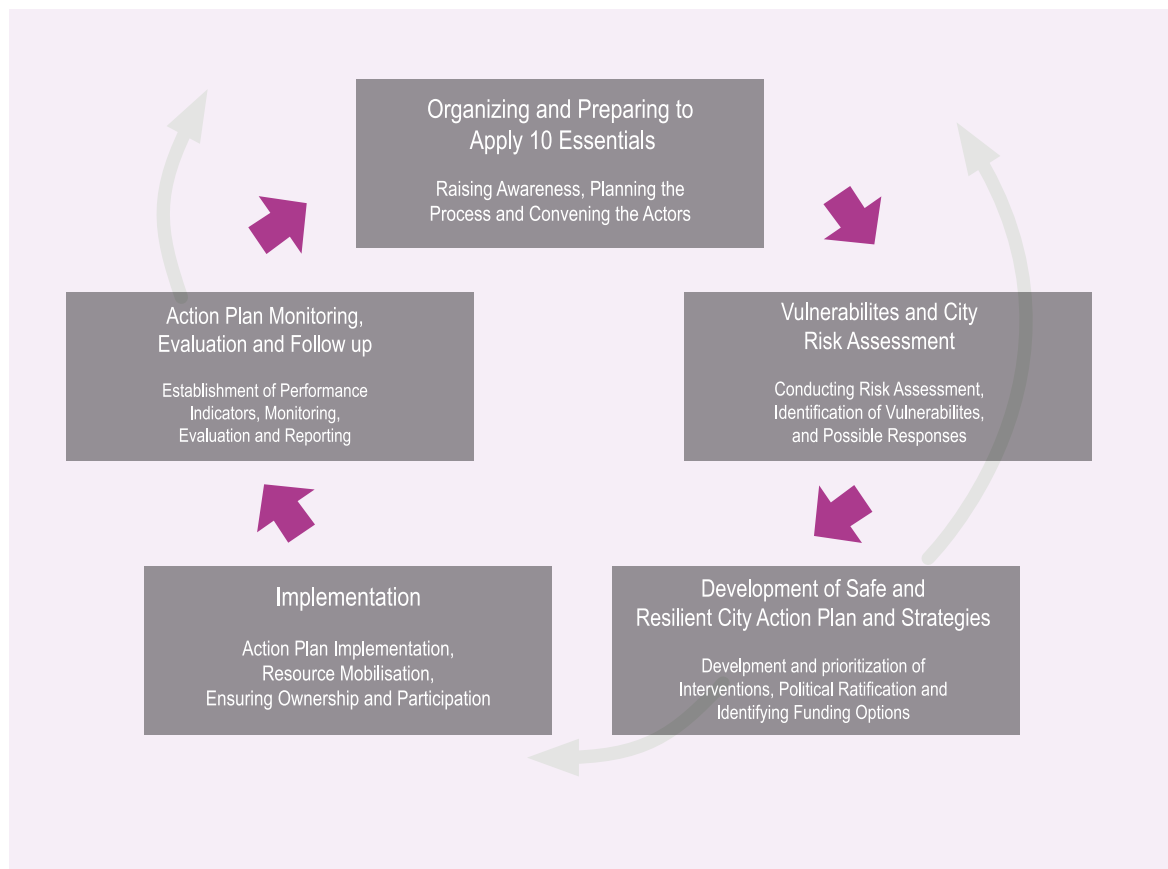 Organizing and Preparing to
Apply 10 Essentials
Raising Awareness, Planning the
Process and Convening the Actors
Vulnerabilites and City
Risk Assessment
Conducting Risk Assessment,
Identification of Vulnerabilites,
and Possible Responses
Development of Safe and
Resilient City Action Plan and Strategies
Develpment and prioritization of
Interventions, Political Ratification and
Identifying Funding Options
Implementation
Action Plan Implementation,
Resource Mobilisation,
Ensuring Ownership and Participation
Action Plan Monitoring,
Evaluation and Follow up
Establishment of Performance
Indicators, Monitoring,
Evaluation and Reporting